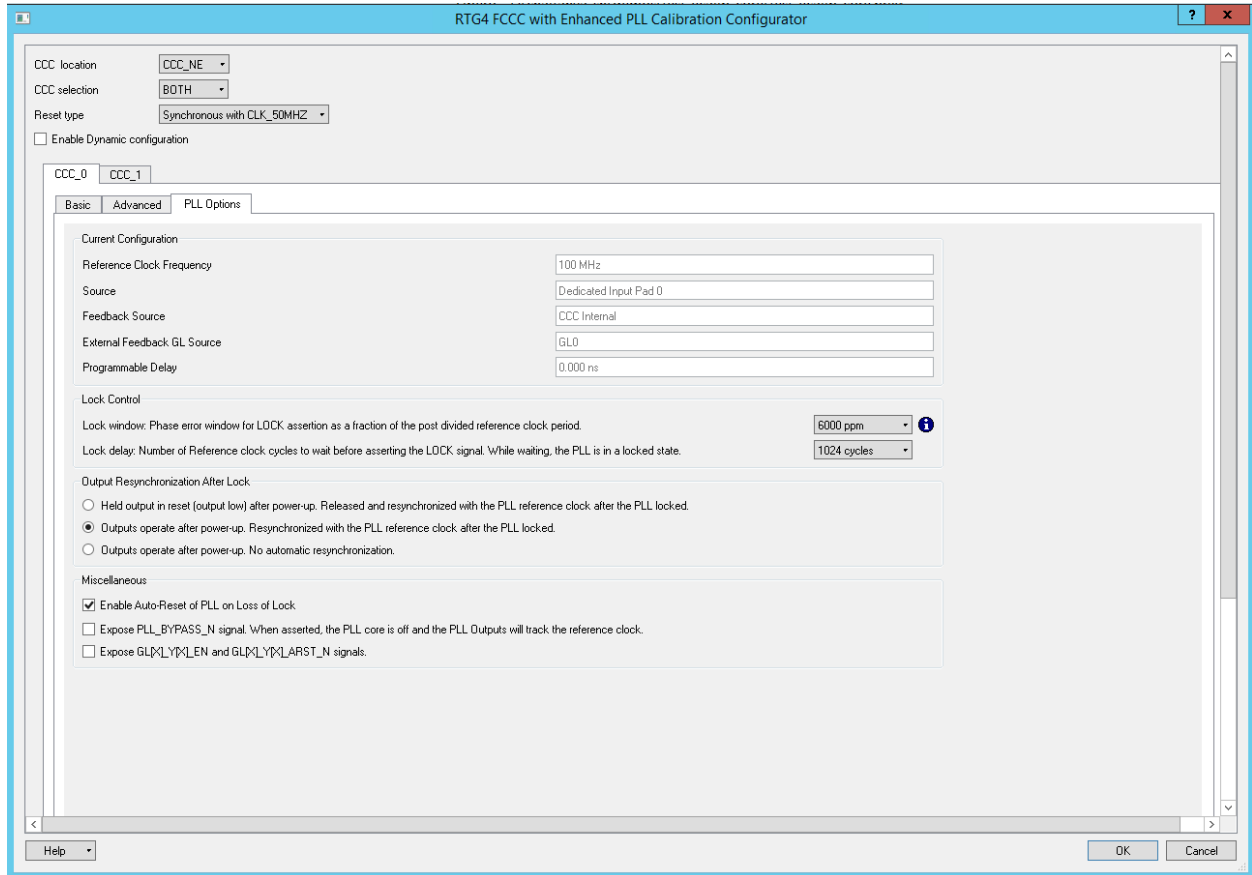 RTG4 FCCC with Enhanced PLL Calibration Configurator
? x
CCC location CCC_NE
CCC selection BOTH
Reset type Synchronous with CLK_50MHZ
Enable Dynamic configuration
CCC_0 CCC_1
Basic Advanced PLL Options
Current Configuration
Reference Clock Frequency 100 MHz
Source Dedicated Input Pad 0
Feedback Source CCC Internal
External Feedback GL Source GL0
Programmable Delay 0.000 ns
Lock Control
Lock window: Phase error window for LOCK assertion as a fraction of the post divided reference clock period. 6000 ppm
Lock delay: Number of Reference clock cycles to wait before asserting the LOCK signal. While waiting, the PLL is in a locked state. 1024 cycles
Output Resynchronization After Lock
Held output in reset (output low) after power-up. Released and resynchronized with the PLL reference clock after the PLL locked.
Outputs operate after power-up. Resynchronized with the PLL reference clock after the PLL locked.
Outputs operate after power-up. No automatic resynchronization.
Miscellaneous
Enable Auto-Reset of PLL on Loss of Lock
Expose PLL_BYPASS_N signal. When asserted, the PLL core is off and the PLL Outputs will track the reference clock.
Expose GL[X]_Y[X]_EN and GL[X]_Y[X]_ARST_N signals.
Help OK Cancel